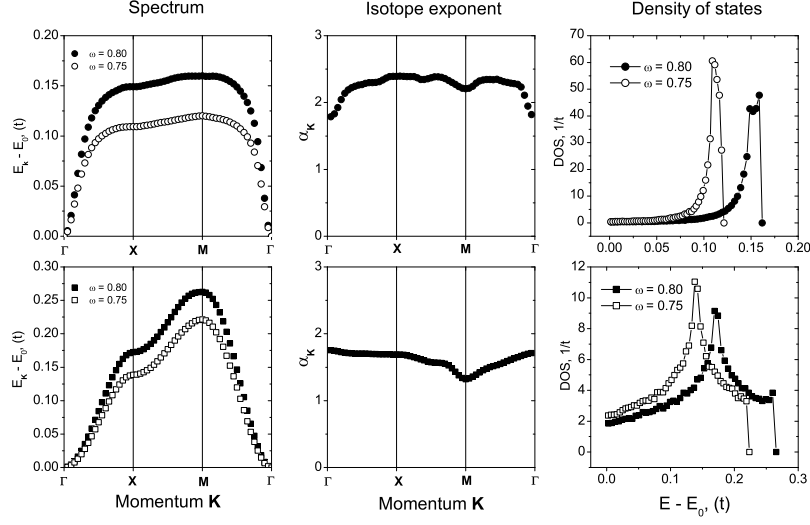 Spectrum
Isotope exponent
Density of states
0.20
0.15
0.10
0.05
0.00
E_k - E_0, (t)
ω = 0.80
ω = 0.75
Γ X M Γ
3
2
1
0
α_K
Γ X M Γ
70
60
50
40
30
20
10
0
DOS, 1/t
ω = 0.80
ω = 0.75
0.00 0.05 0.10 0.15 0.20
0.30
0.25
0.20
0.15
0.10
0.05
0.00
E_K - E_0, (t)
ω = 0.80
ω = 0.75
Γ X M Γ
Momentum K
3
2
1
0
α_K
Γ X M Γ
Momentum K
12
10
8
6
4
2
0
DOS, 1/t
ω = 0.80
ω = 0.75
0.0 0.1 0.2 0.3
E - E_0, (t)